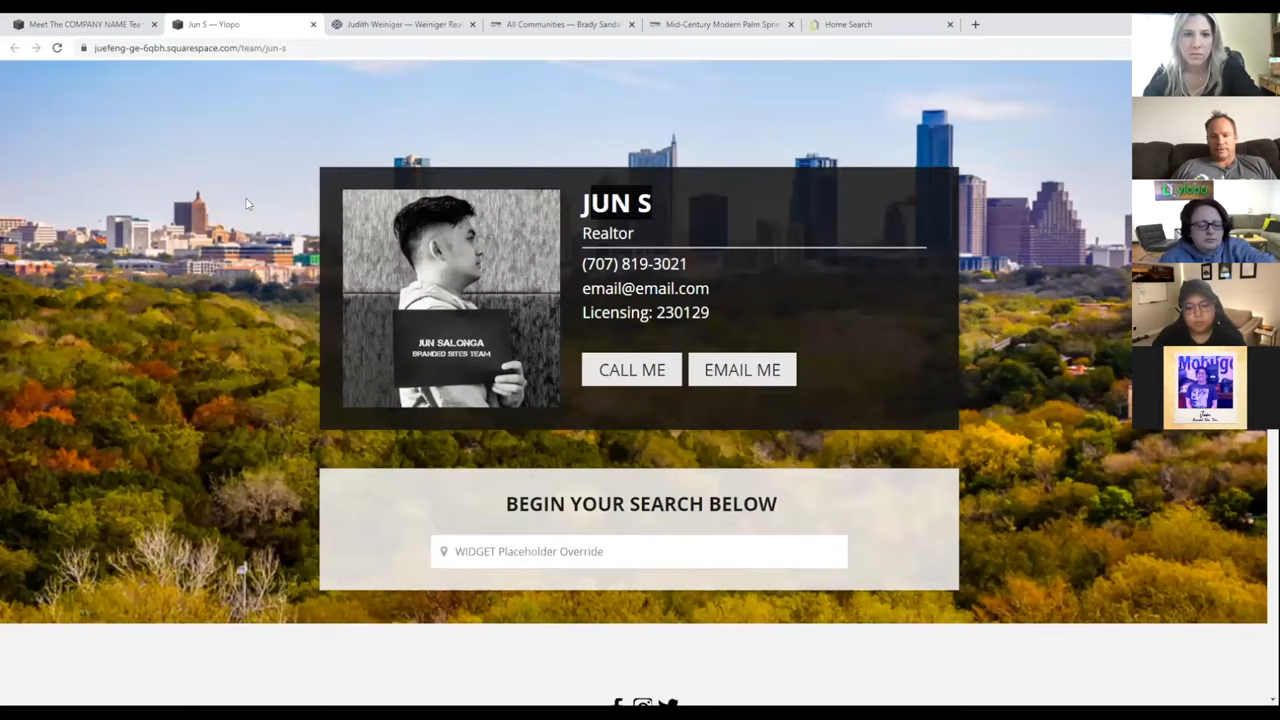 Meet The COMPANY NAME Tea
Jun S — Ylopo
Judith Weiniger — Weiniger Rea
All Communities — Brady Sanda
Mid-Century Modern Palm Sprin
Home Search
juefeng-ge-6qbh.squarespace.com/team/jun-s
JUN S
Realtor
(707) 819-3021
email@email.com
Licensing: 230129
CALL ME
EMAIL ME
JUN SALONGA
BRANDED SITES TEAM
BEGIN YOUR SEARCH BELOW
WIDGET Placeholder Override
ylopo